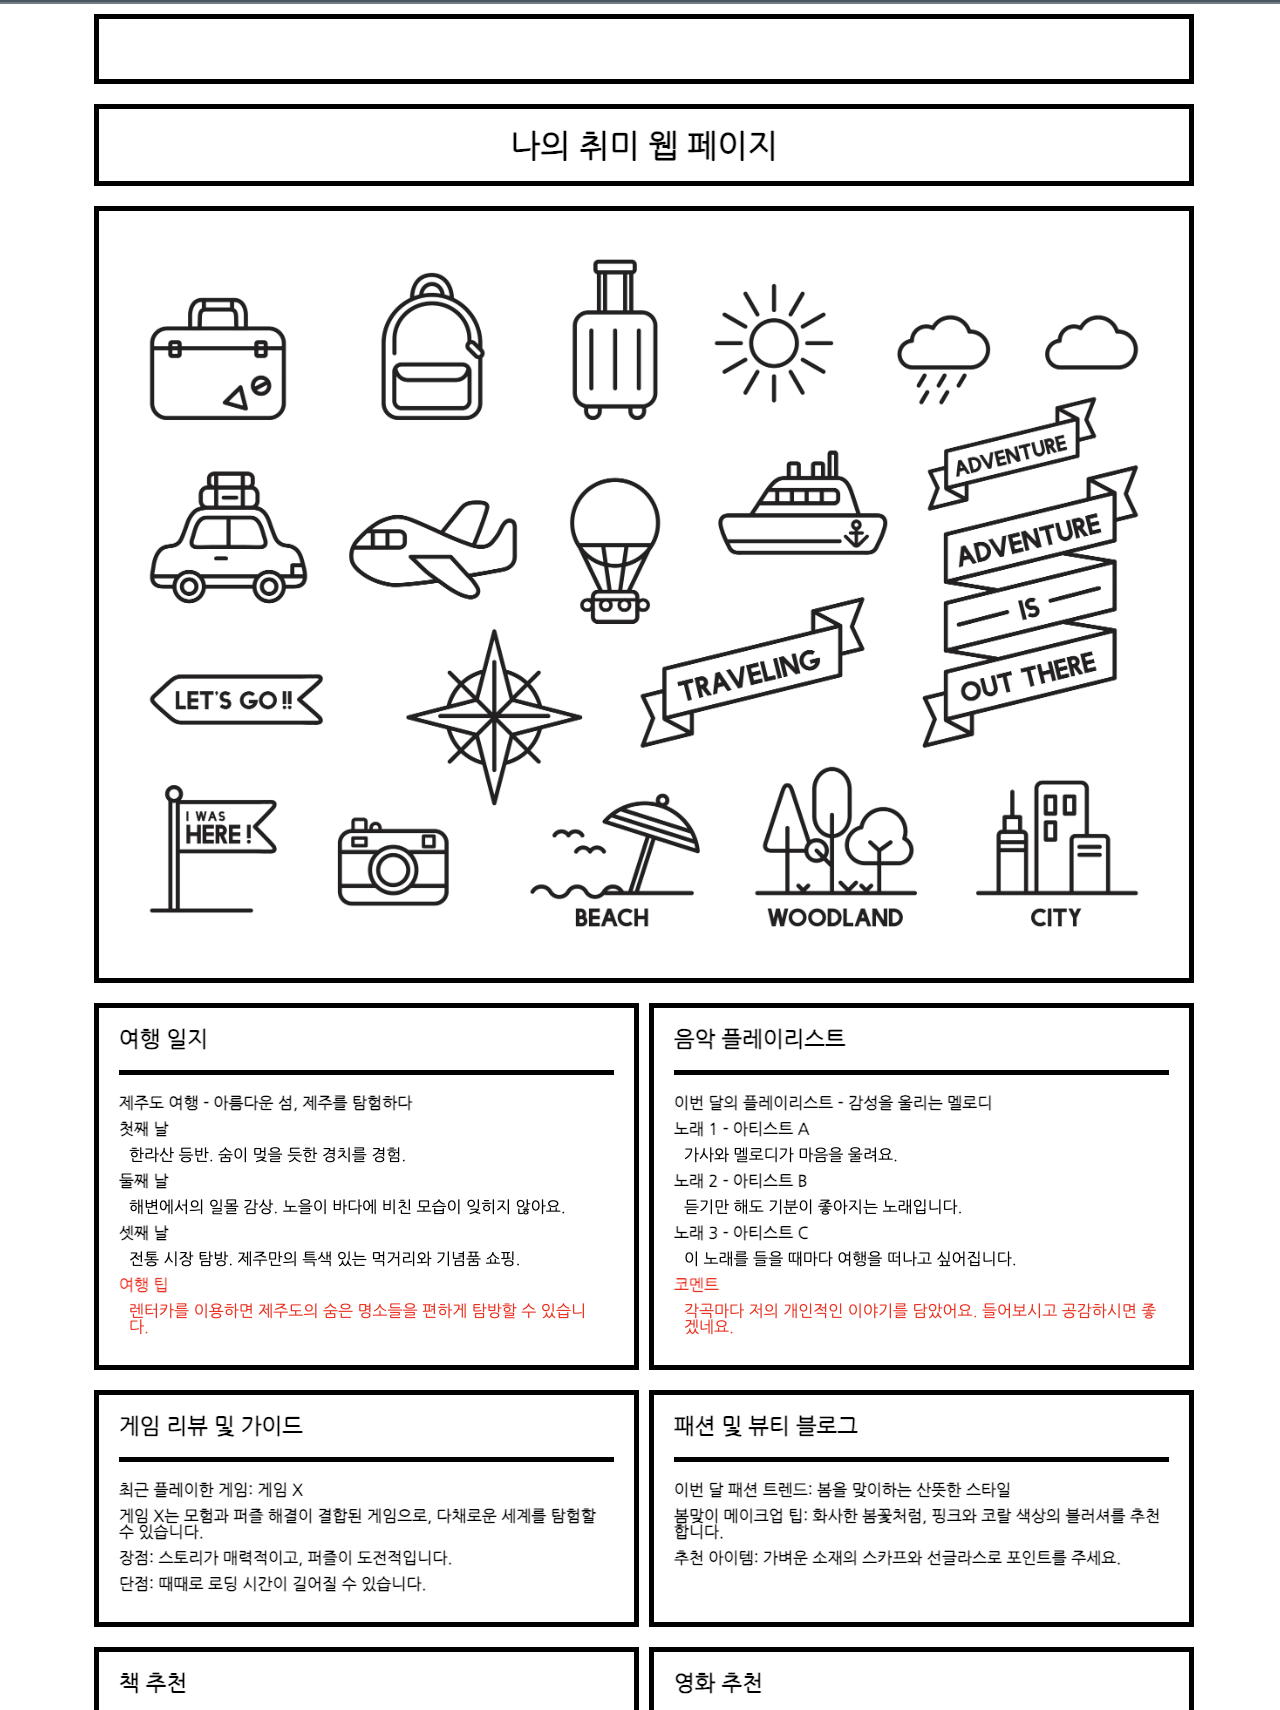 나의 취미 웹 페이지
ADVENTURE
ADVENTURE
IS
OUT THERE
TRAVELING
LET'S GO!!
I WAS
HERE!
BEACH
WOODLAND
CITY
여행 일지
제주도 여행 - 아름다운 섬, 제주를 탐험하다
첫째 날
한라산 등반. 숨이 멎을 듯한 경치를 경험.
둘째 날
해변에서의 일몰 감상. 노을이 바다에 비친 모습이 잊히지 않아요.
셋째 날
전통 시장 탐방. 제주만의 특색 있는 먹거리와 기념품 쇼핑.
여행 팁
렌터카를 이용하면 제주도의 숨은 명소들을 편하게 탐방할 수 있습니
다.
음악 플레이리스트
이번 달의 플레이리스트 - 감성을 울리는 멜로디
노래 1 - 아티스트 A
가사와 멜로디가 마음을 울려요.
노래 2 - 아티스트 B
듣기만 해도 기분이 좋아지는 노래입니다.
노래 3 - 아티스트 C
이 노래를 들을 때마다 여행을 떠나고 싶어집니다.
코멘트
각곡마다 저의 개인적인 이야기를 담았어요. 들어보시고 공감하시면 좋
겠네요.
게임 리뷰 및 가이드
최근 플레이한 게임: 게임 X
게임 X는 모험과 퍼즐 해결이 결합된 게임으로, 다채로운 세계를 탐험할
수 있습니다.
장점: 스토리가 매력적이고, 퍼즐이 도전적입니다.
단점: 때때로 로딩 시간이 길어질 수 있습니다.
패션 및 뷰티 블로그
이번 달 패션 트렌드: 봄을 맞이하는 산뜻한 스타일
봄맞이 메이크업 팁: 화사한 봄꽃처럼, 핑크와 코랄 색상의 블러셔를 추천
합니다.
추천 아이템: 가벼운 소재의 스카프와 선글라스로 포인트를 주세요.
책 추천
영화 추천